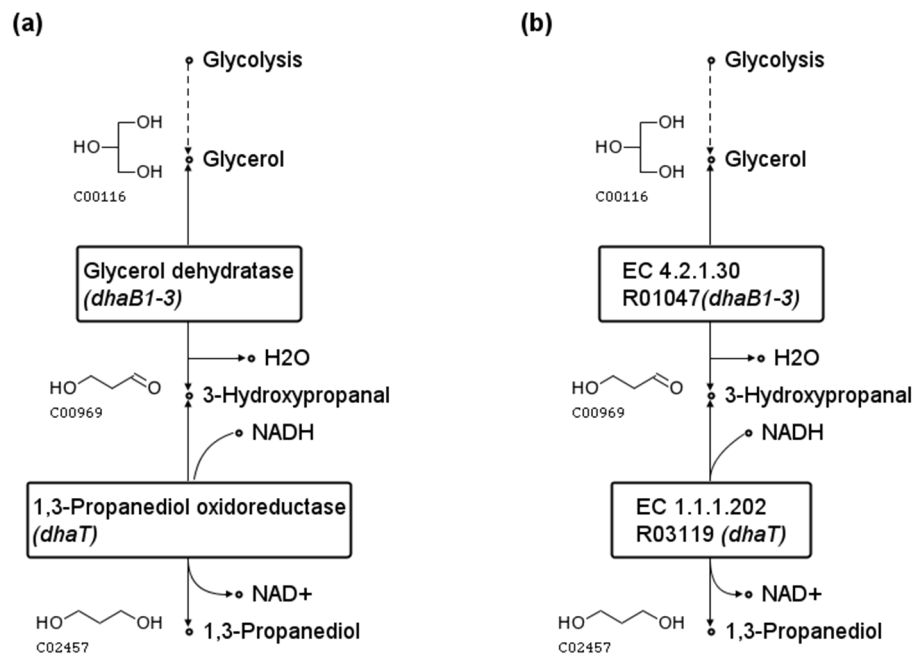 (a)
Glycolysis
OH
HO
OH
C00116
Glycerol
Glycerol dehydratase
(dhaB1-3)
H2O
HO
O
C00969
3-Hydroxypropanal
NADH
1,3-Propanediol oxidoreductase
(dhaT)
NAD+
HO
OH
C02457
1,3-Propanediol
(b)
Glycolysis
OH
HO
OH
C00116
Glycerol
EC 4.2.1.30
R01047(dhaB1-3)
H2O
HO
O
C00969
3-Hydroxypropanal
NADH
EC 1.1.1.202
R03119 (dhaT)
NAD+
HO
OH
C02457
1,3-Propanediol